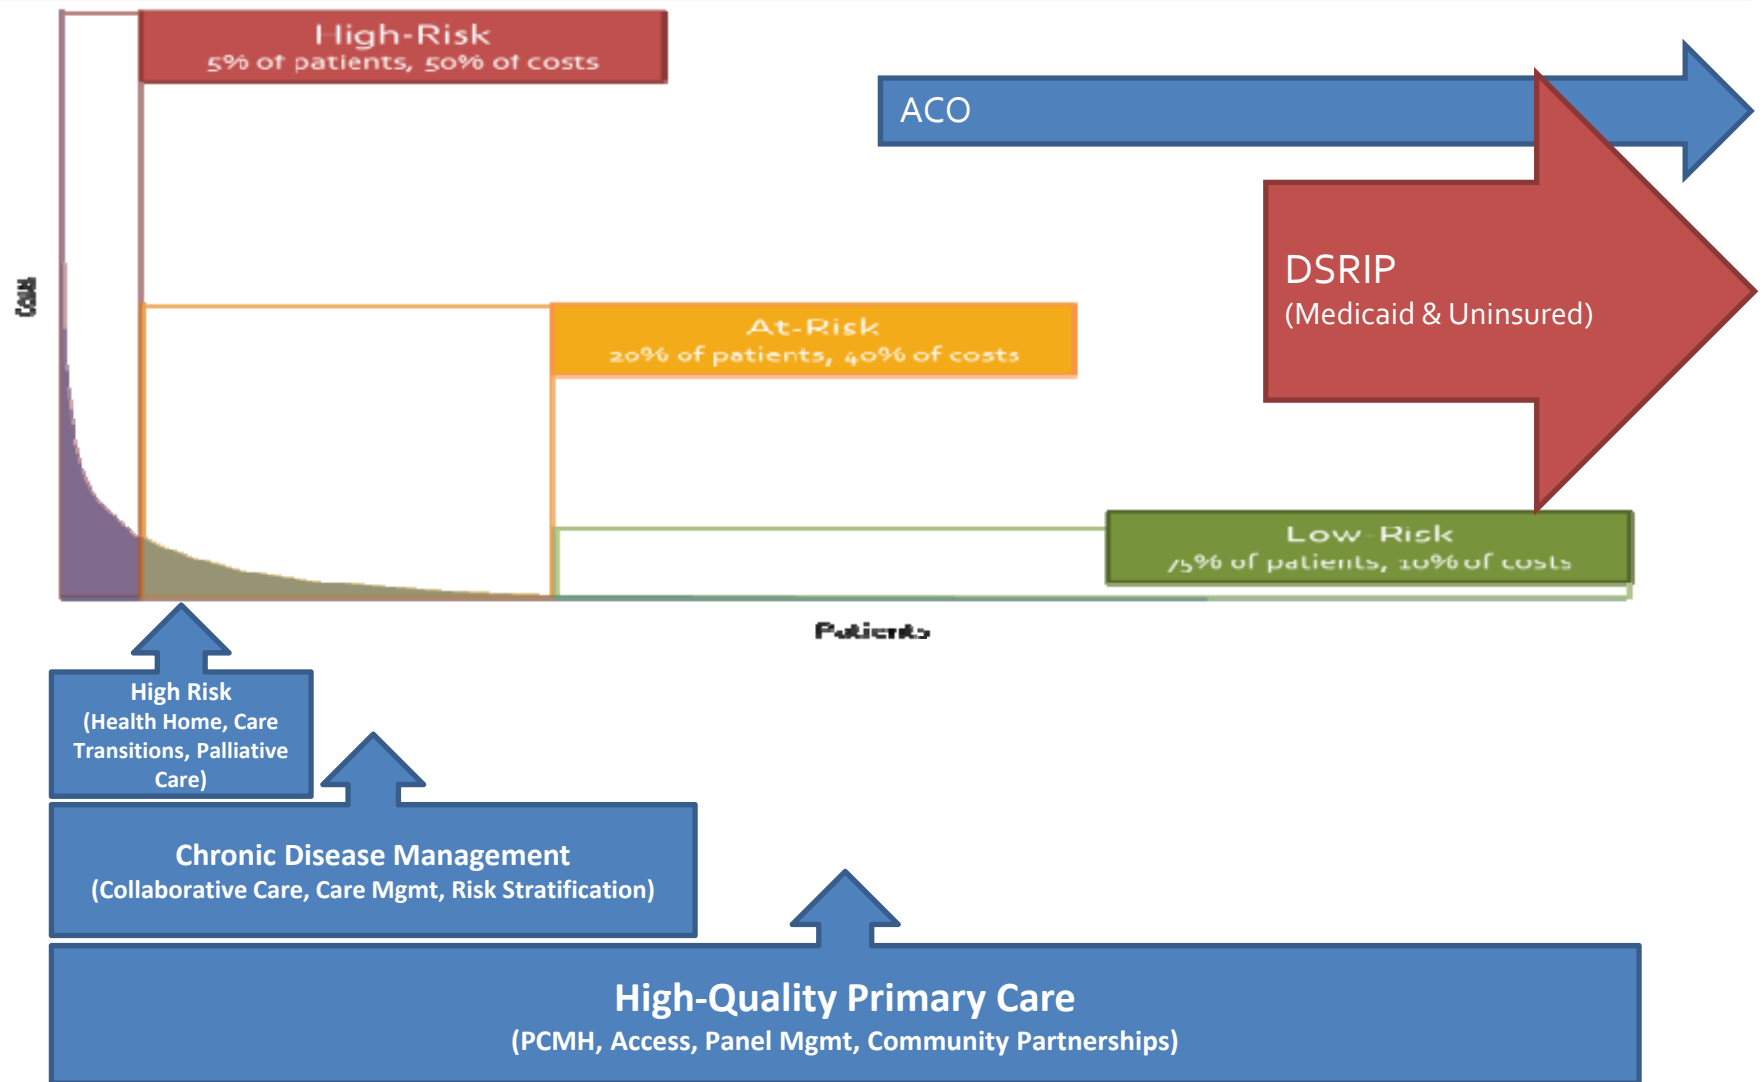 High-Risk
5% of patients, 50% of costs
ACO
DSRIP
(Medicaid & Uninsured)
At-Risk
20% of patients, 40% of costs
Low-Risk
75% of patients, 10% of costs
Patients
High Risk
(Health Home, Care
Transitions, Palliative
Care)
Chronic Disease Management
(Collaborative Care, Care Mgmt, Risk Stratification)
High-Quality Primary Care
(PCMH, Access, Panel Mgmt, Community Partnerships)